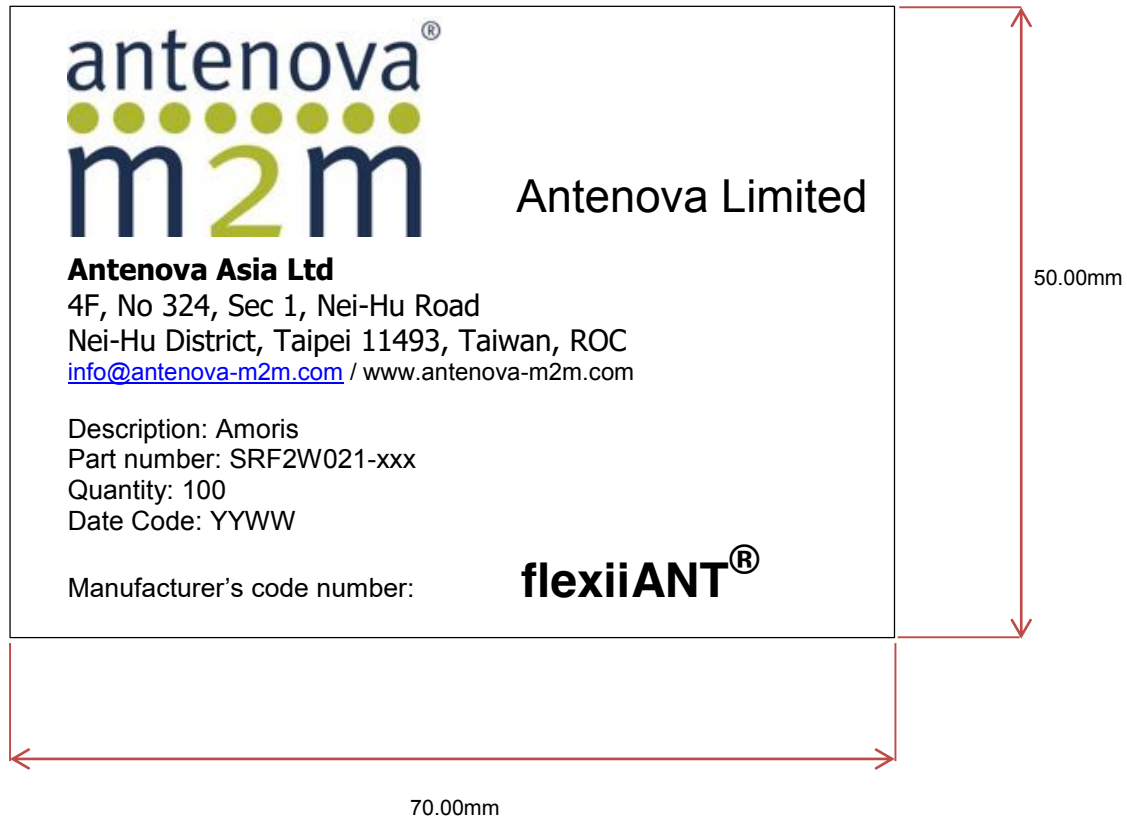 antenova®
m2m
Antenova Limited
Antenova Asia Ltd
4F, No 324, Sec 1, Nei-Hu Road
Nei-Hu District, Taipei 11493, Taiwan, ROC
info@antenova-m2m.com / www.antenova-m2m.com
Description: Amoris
Part number: SRF2W021-xxx
Quantity: 100
Date Code: YYWW
Manufacturer’s code number: flexiiANT®
50.00mm
70.00mm